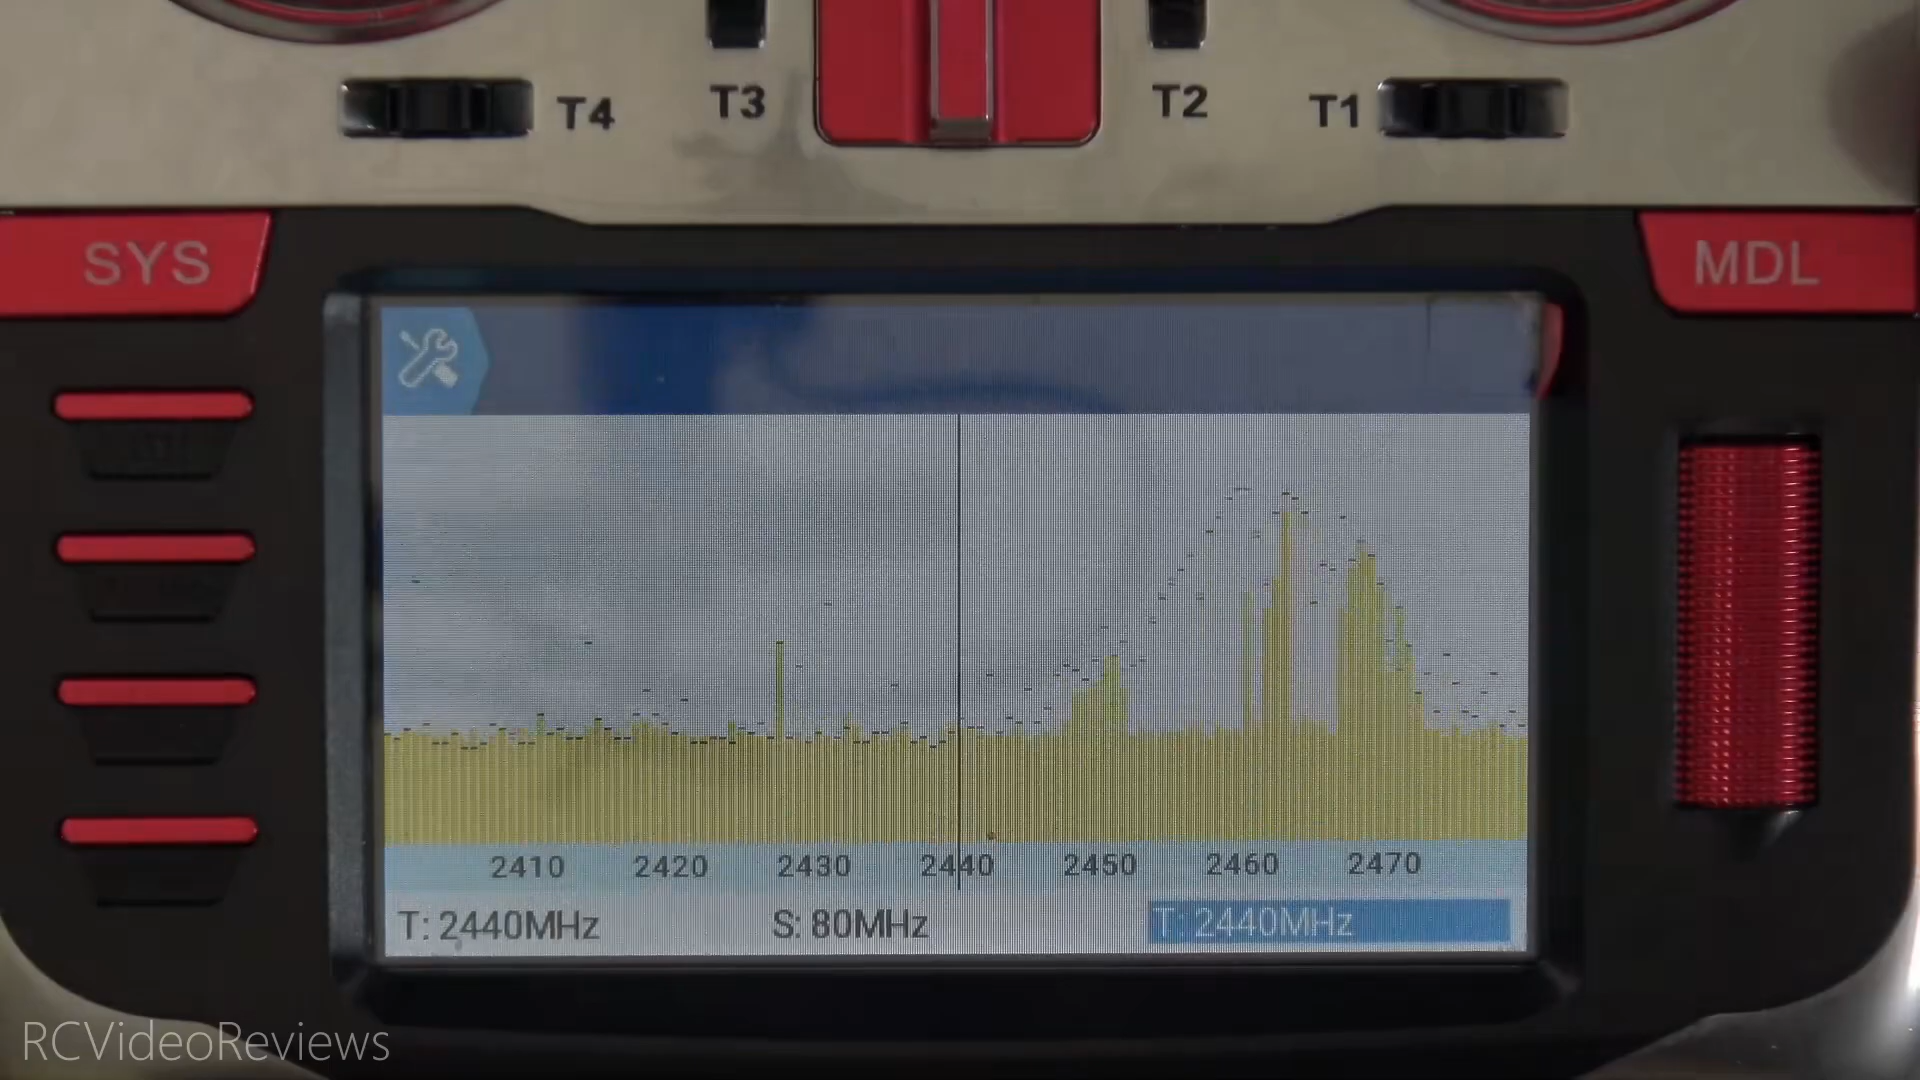 T4 T3 T2 T1
SYS
MDL
2410 2420 2430 2440 2450 2460 2470
T: 2440MHz S: 80MHz T: 2440MHz
RCVideoReviews